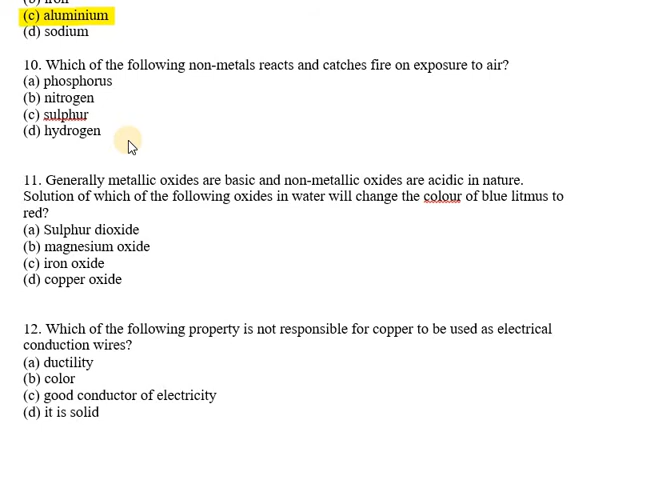 (c) aluminium
(d) sodium
10. Which of the following non-metals reacts and catches fire on exposure to air?
(a) phosphorus
(b) nitrogen
(c) sulphur
(d) hydrogen
11. Generally metallic oxides are basic and non-metallic oxides are acidic in nature.
Solution of which of the following oxides in water will change the colour of blue litmus to
red?
(a) Sulphur dioxide
(b) magnesium oxide
(c) iron oxide
(d) copper oxide
12. Which of the following property is not responsible for copper to be used as electrical
conduction wires?
(a) ductility
(b) color
(c) good conductor of electricity
(d) it is solid